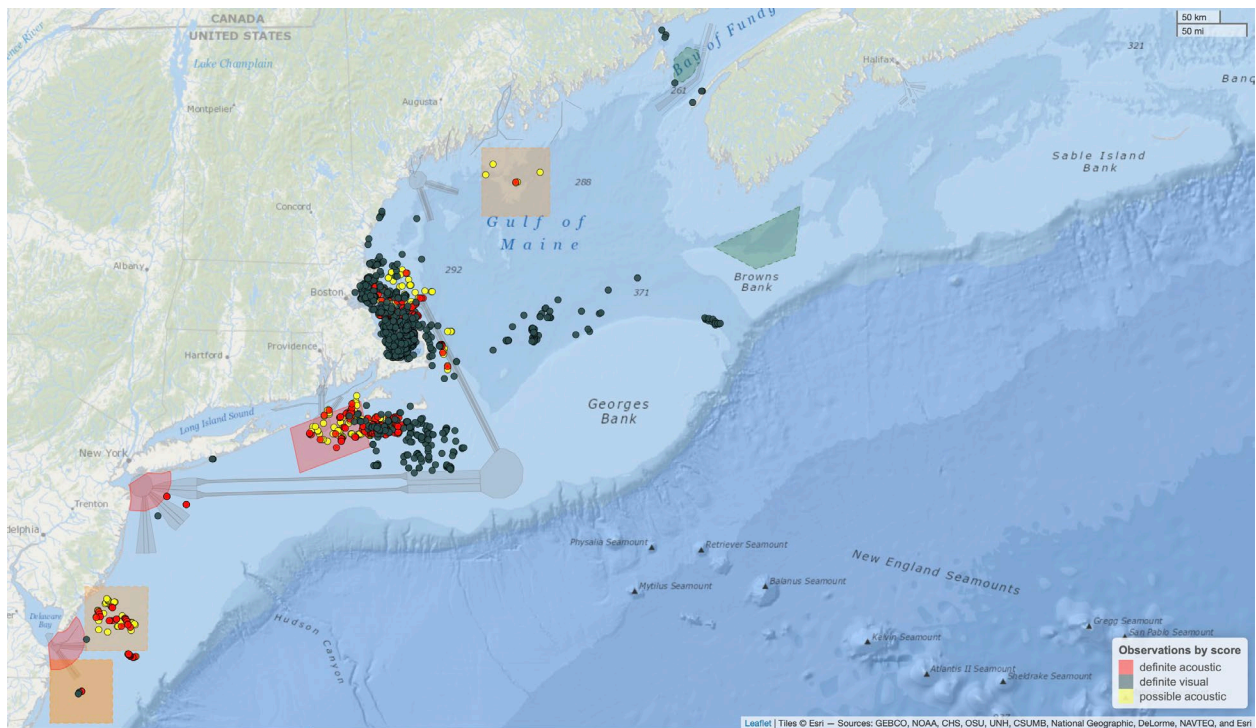 CANADA
UNITED STATES
50 km
50 mi
Lake Champlain
Bay of Fundy
Halifax
321
Montpelier
Augusta
261
Sable Island
Bank
288
Concord
Gulf of
Maine
Albany
292
Boston
371
Browns
Bank
Providence
Hartford
Georges
Bank
Long Island Sound
New York
Trenton
Physalia Seamount
Retriever Seamount
New England Seamounts
Mytilus Seamount
Balanus Seamount
Delaware
Bay
Hudson
Canyon
Gregg Seamount
San Pablo Seamount
Kelvin Seamount
Atlantis II Seamount
Sheldrake Seamount
Observations by score
definite acoustic
definite visual
possible acoustic
Leaflet | Tiles © Esri — Sources: GEBCO, NOAA, CHS, OSU, UNH, CSUMB, National Geographic, DeLorme, NAVTEQ, and Esri